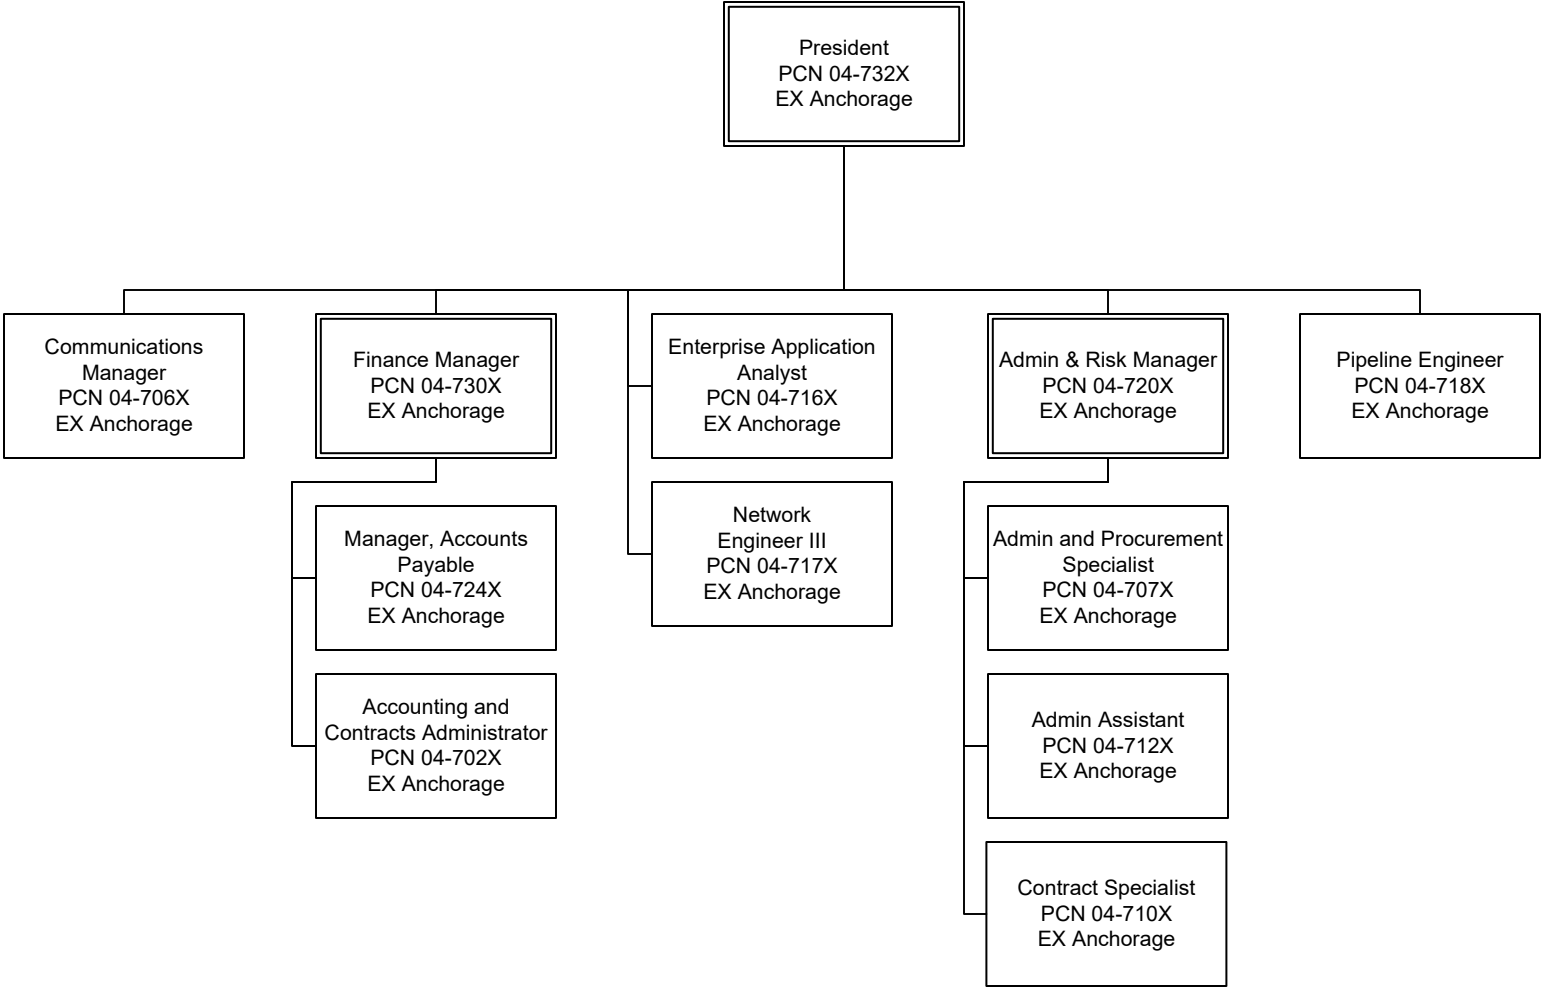 President
PCN 04-732X
EX Anchorage
Communications
Manager
PCN 04-706X
EX Anchorage
Finance Manager
PCN 04-730X
EX Anchorage
Enterprise Application
Analyst
PCN 04-716X
EX Anchorage
Admin & Risk Manager
PCN 04-720X
EX Anchorage
Pipeline Engineer
PCN 04-718X
EX Anchorage
Manager, Accounts
Payable
PCN 04-724X
EX Anchorage
Network
Engineer III
PCN 04-717X
EX Anchorage
Admin and Procurement
Specialist
PCN 04-707X
EX Anchorage
Accounting and
Contracts Administrator
PCN 04-702X
EX Anchorage
Admin Assistant
PCN 04-712X
EX Anchorage
Contract Specialist
PCN 04-710X
EX Anchorage